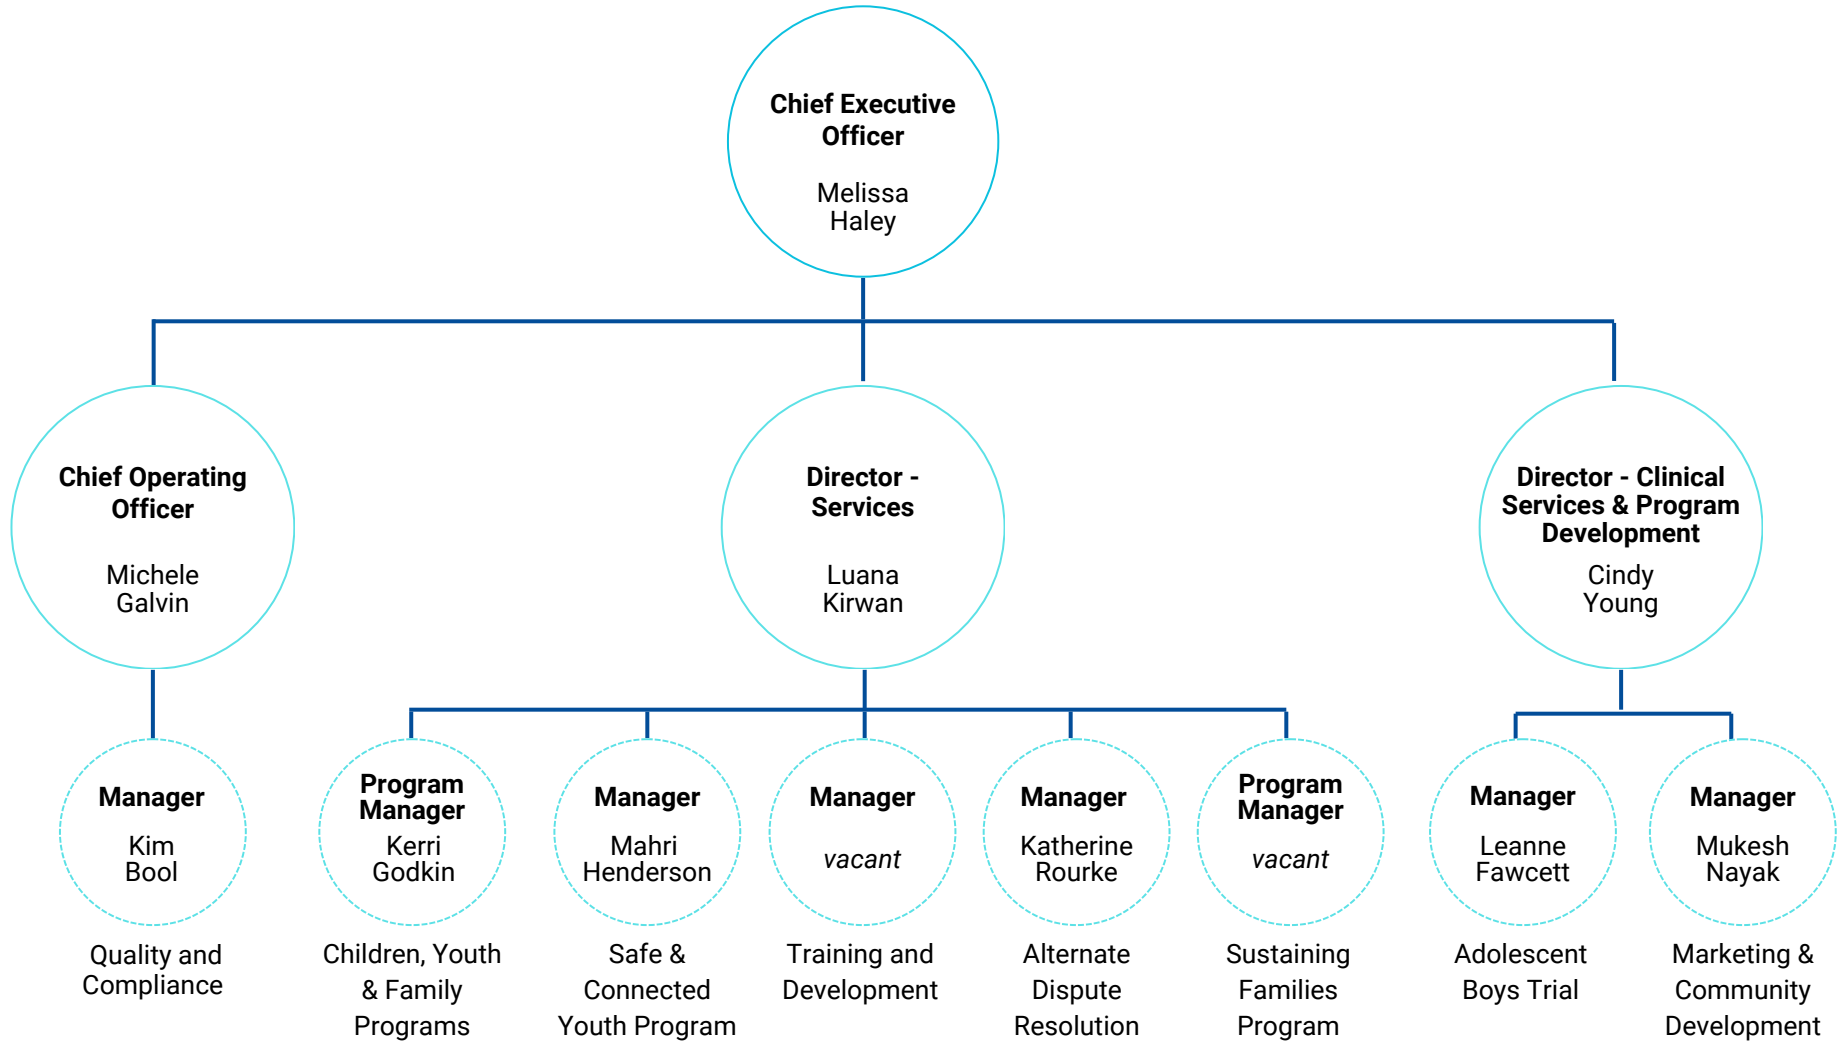 Chief Executive
Officer
Melissa
Haley
Chief Operating
Officer
Michele
Galvin
Director -
Services
Luana
Kirwan
Director - Clinical
Services & Program
Development
Cindy
Young
Manager
Kim
Bool
Quality and
Compliance
Program
Manager
Kerri
Godkin
Children, Youth
& Family
Programs
Manager
Mahri
Henderson
Safe &
Connected
Youth Program
Manager
vacant
Training and
Development
Manager
Katherine
Rourke
Alternate
Dispute
Resolution
Program
Manager
vacant
Sustaining
Families
Program
Manager
Leanne
Fawcett
Adolescent
Boys Trial
Manager
Mukesh
Nayak
Marketing &
Community
Development